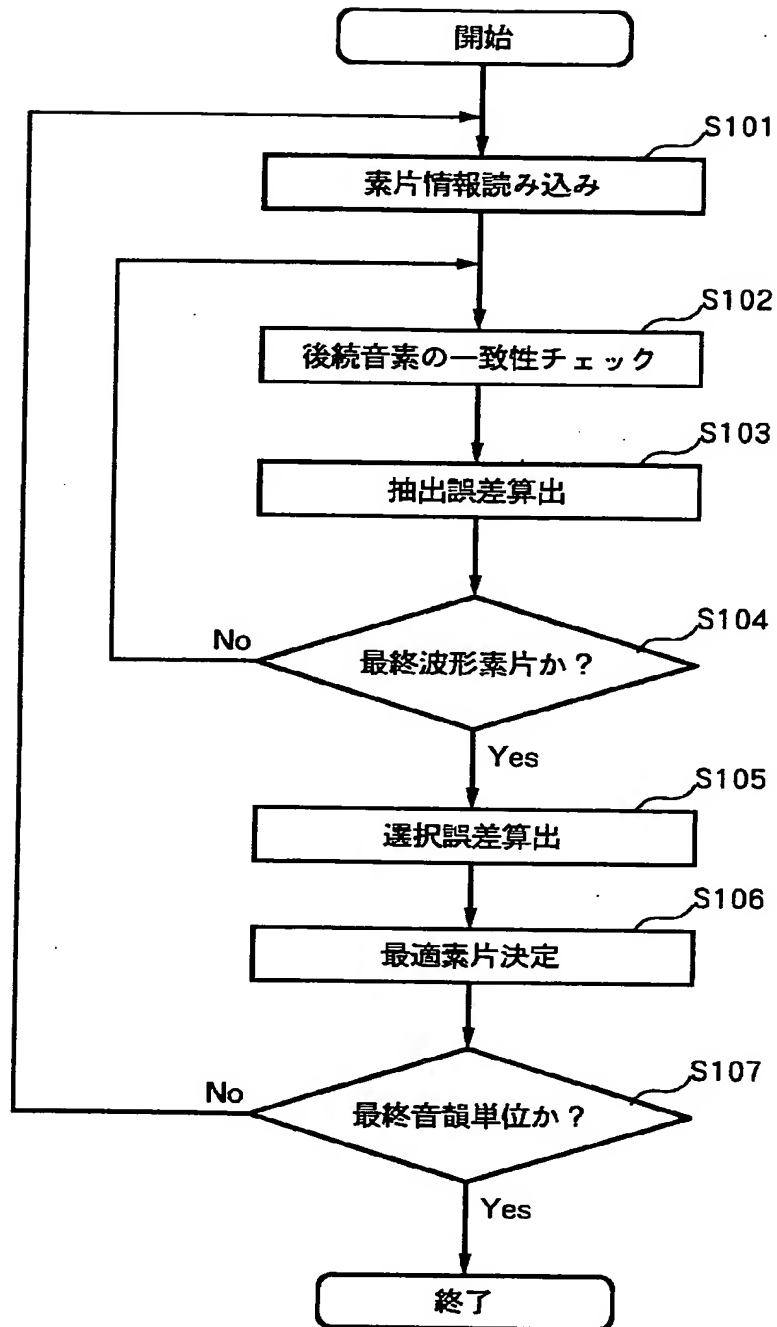 開始
S101
素片情報読み込み
S102
後続音素の一致性チェック
S103
抽出誤差算出
S104
No
最終波形素片か？
Yes
S105
選択誤差算出
S106
最適素片決定
S107
No
最終音韻単位か？
Yes
終了